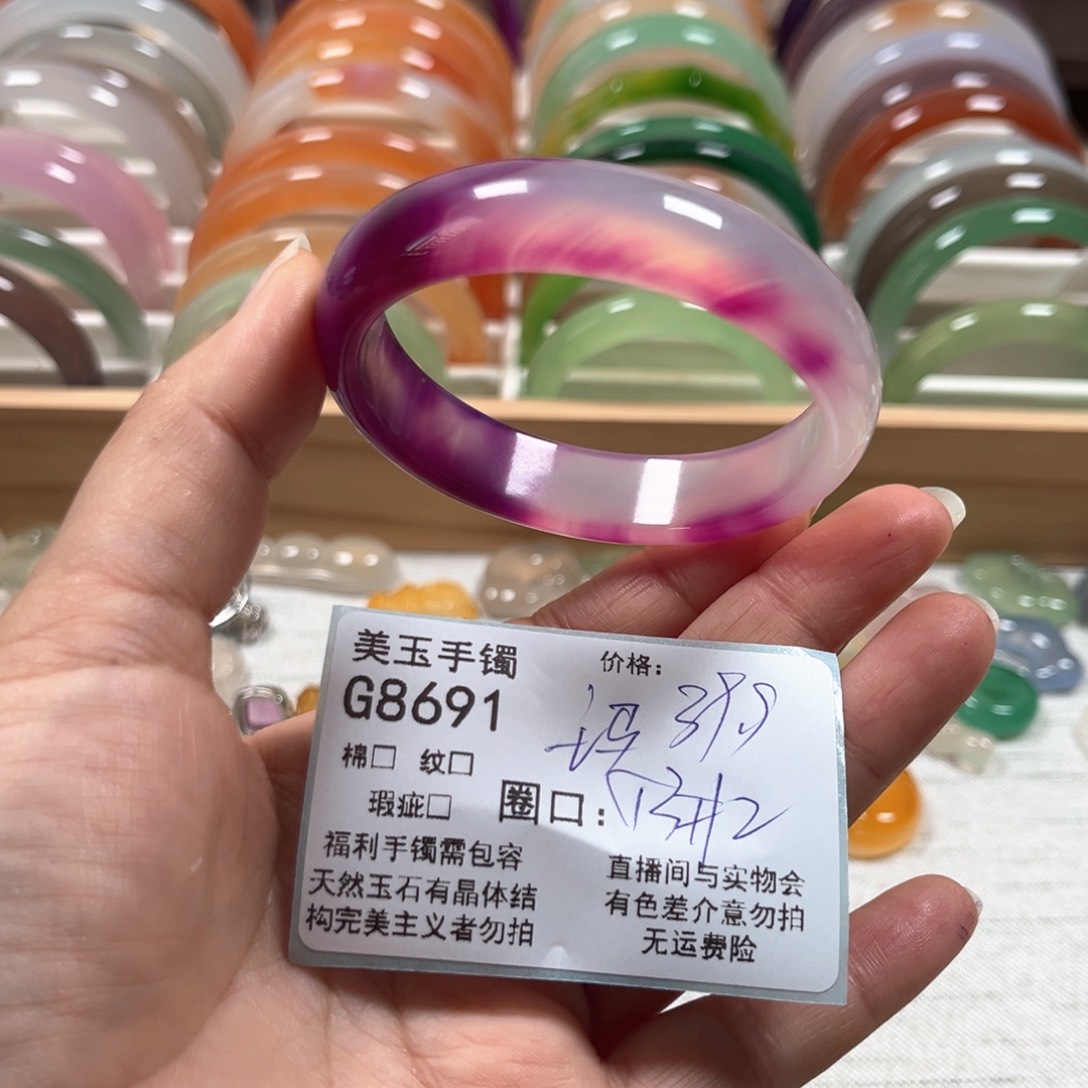 美玉手镯
价格：
G8691
399
棉□ 纹□
瑕疵□
圈口：
福利手镯需包容
天然玉石有晶体结
构完美主义者勿拍
直播间与实物会
有色差介意勿拍
无运费险